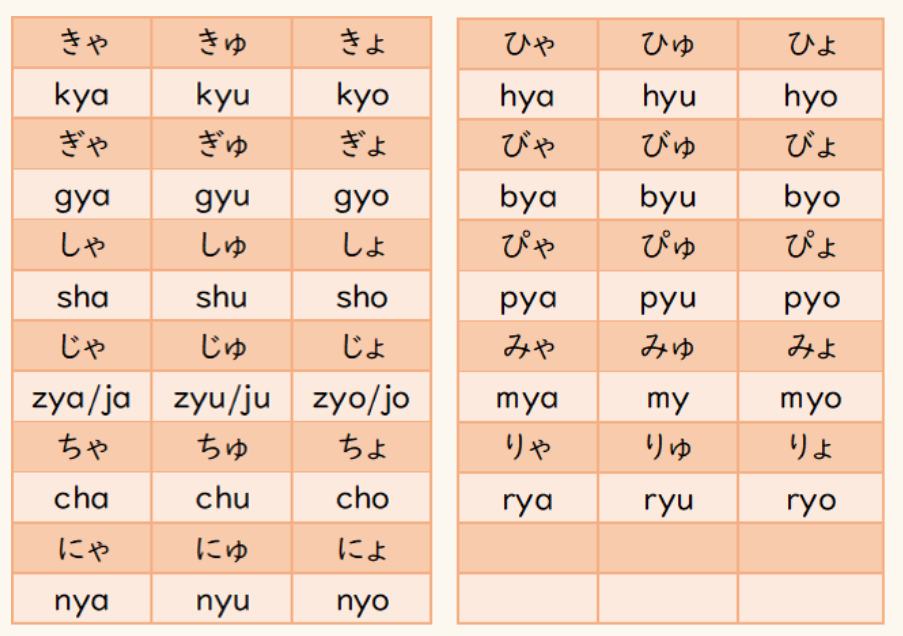 きゃ きゅ きょ
kya kyu kyo
ぎゃ ぎゅ ぎょ
gya gyu gyo
しゃ しゅ しょ
sha shu sho
じゃ じゅ じょ
zya/ja zyu/ju zyo/jo
ちゃ ちゅ ちょ
cha chu cho
にゃ にゅ にょ
nya nyu nyo
ひゃ ひゅ ひょ
hya hyu hyo
びゃ びゅ びょ
bya byu byo
ぴゃ ぴゅ ぴょ
pya pyu pyo
みゃ みゅ みょ
mya my myo
りゃ りゅ りょ
rya ryu ryo